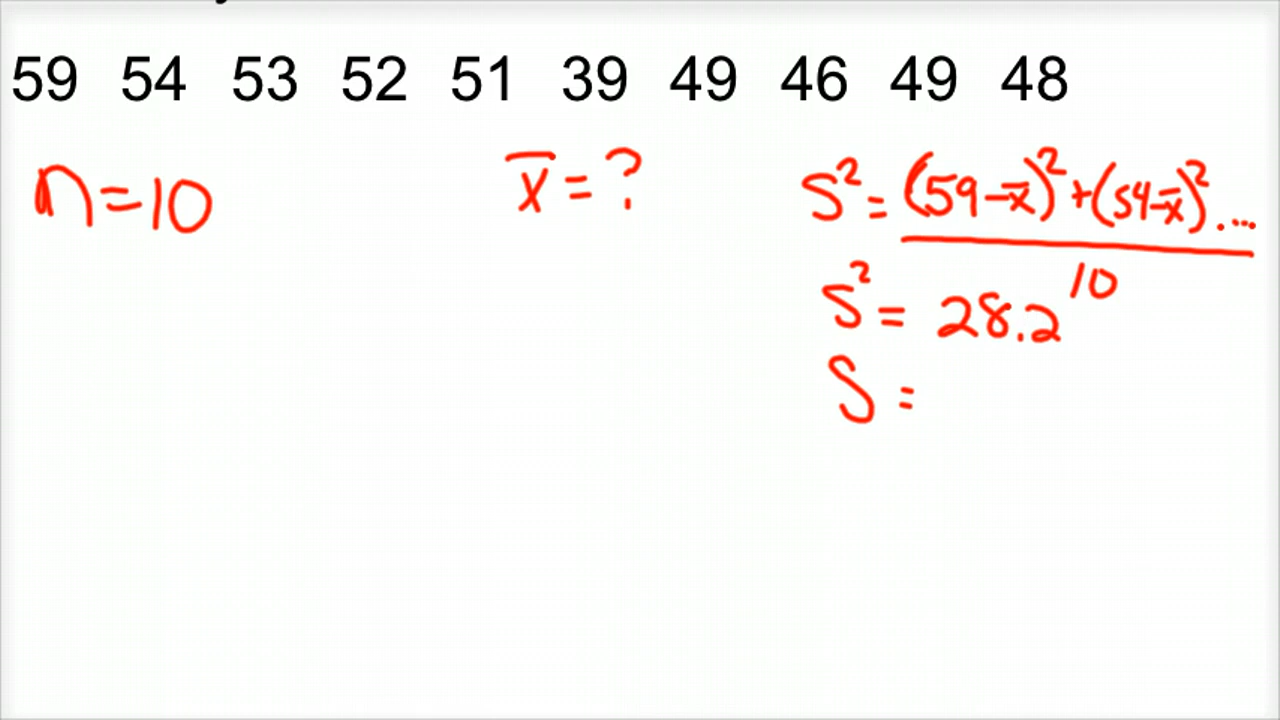 59 54 53 52 51 39 49 46 49 48
n=10
x̄ = ?
S² = (59-x̄)² + (54-x̄)² ....
10
S² = 28.2
S =